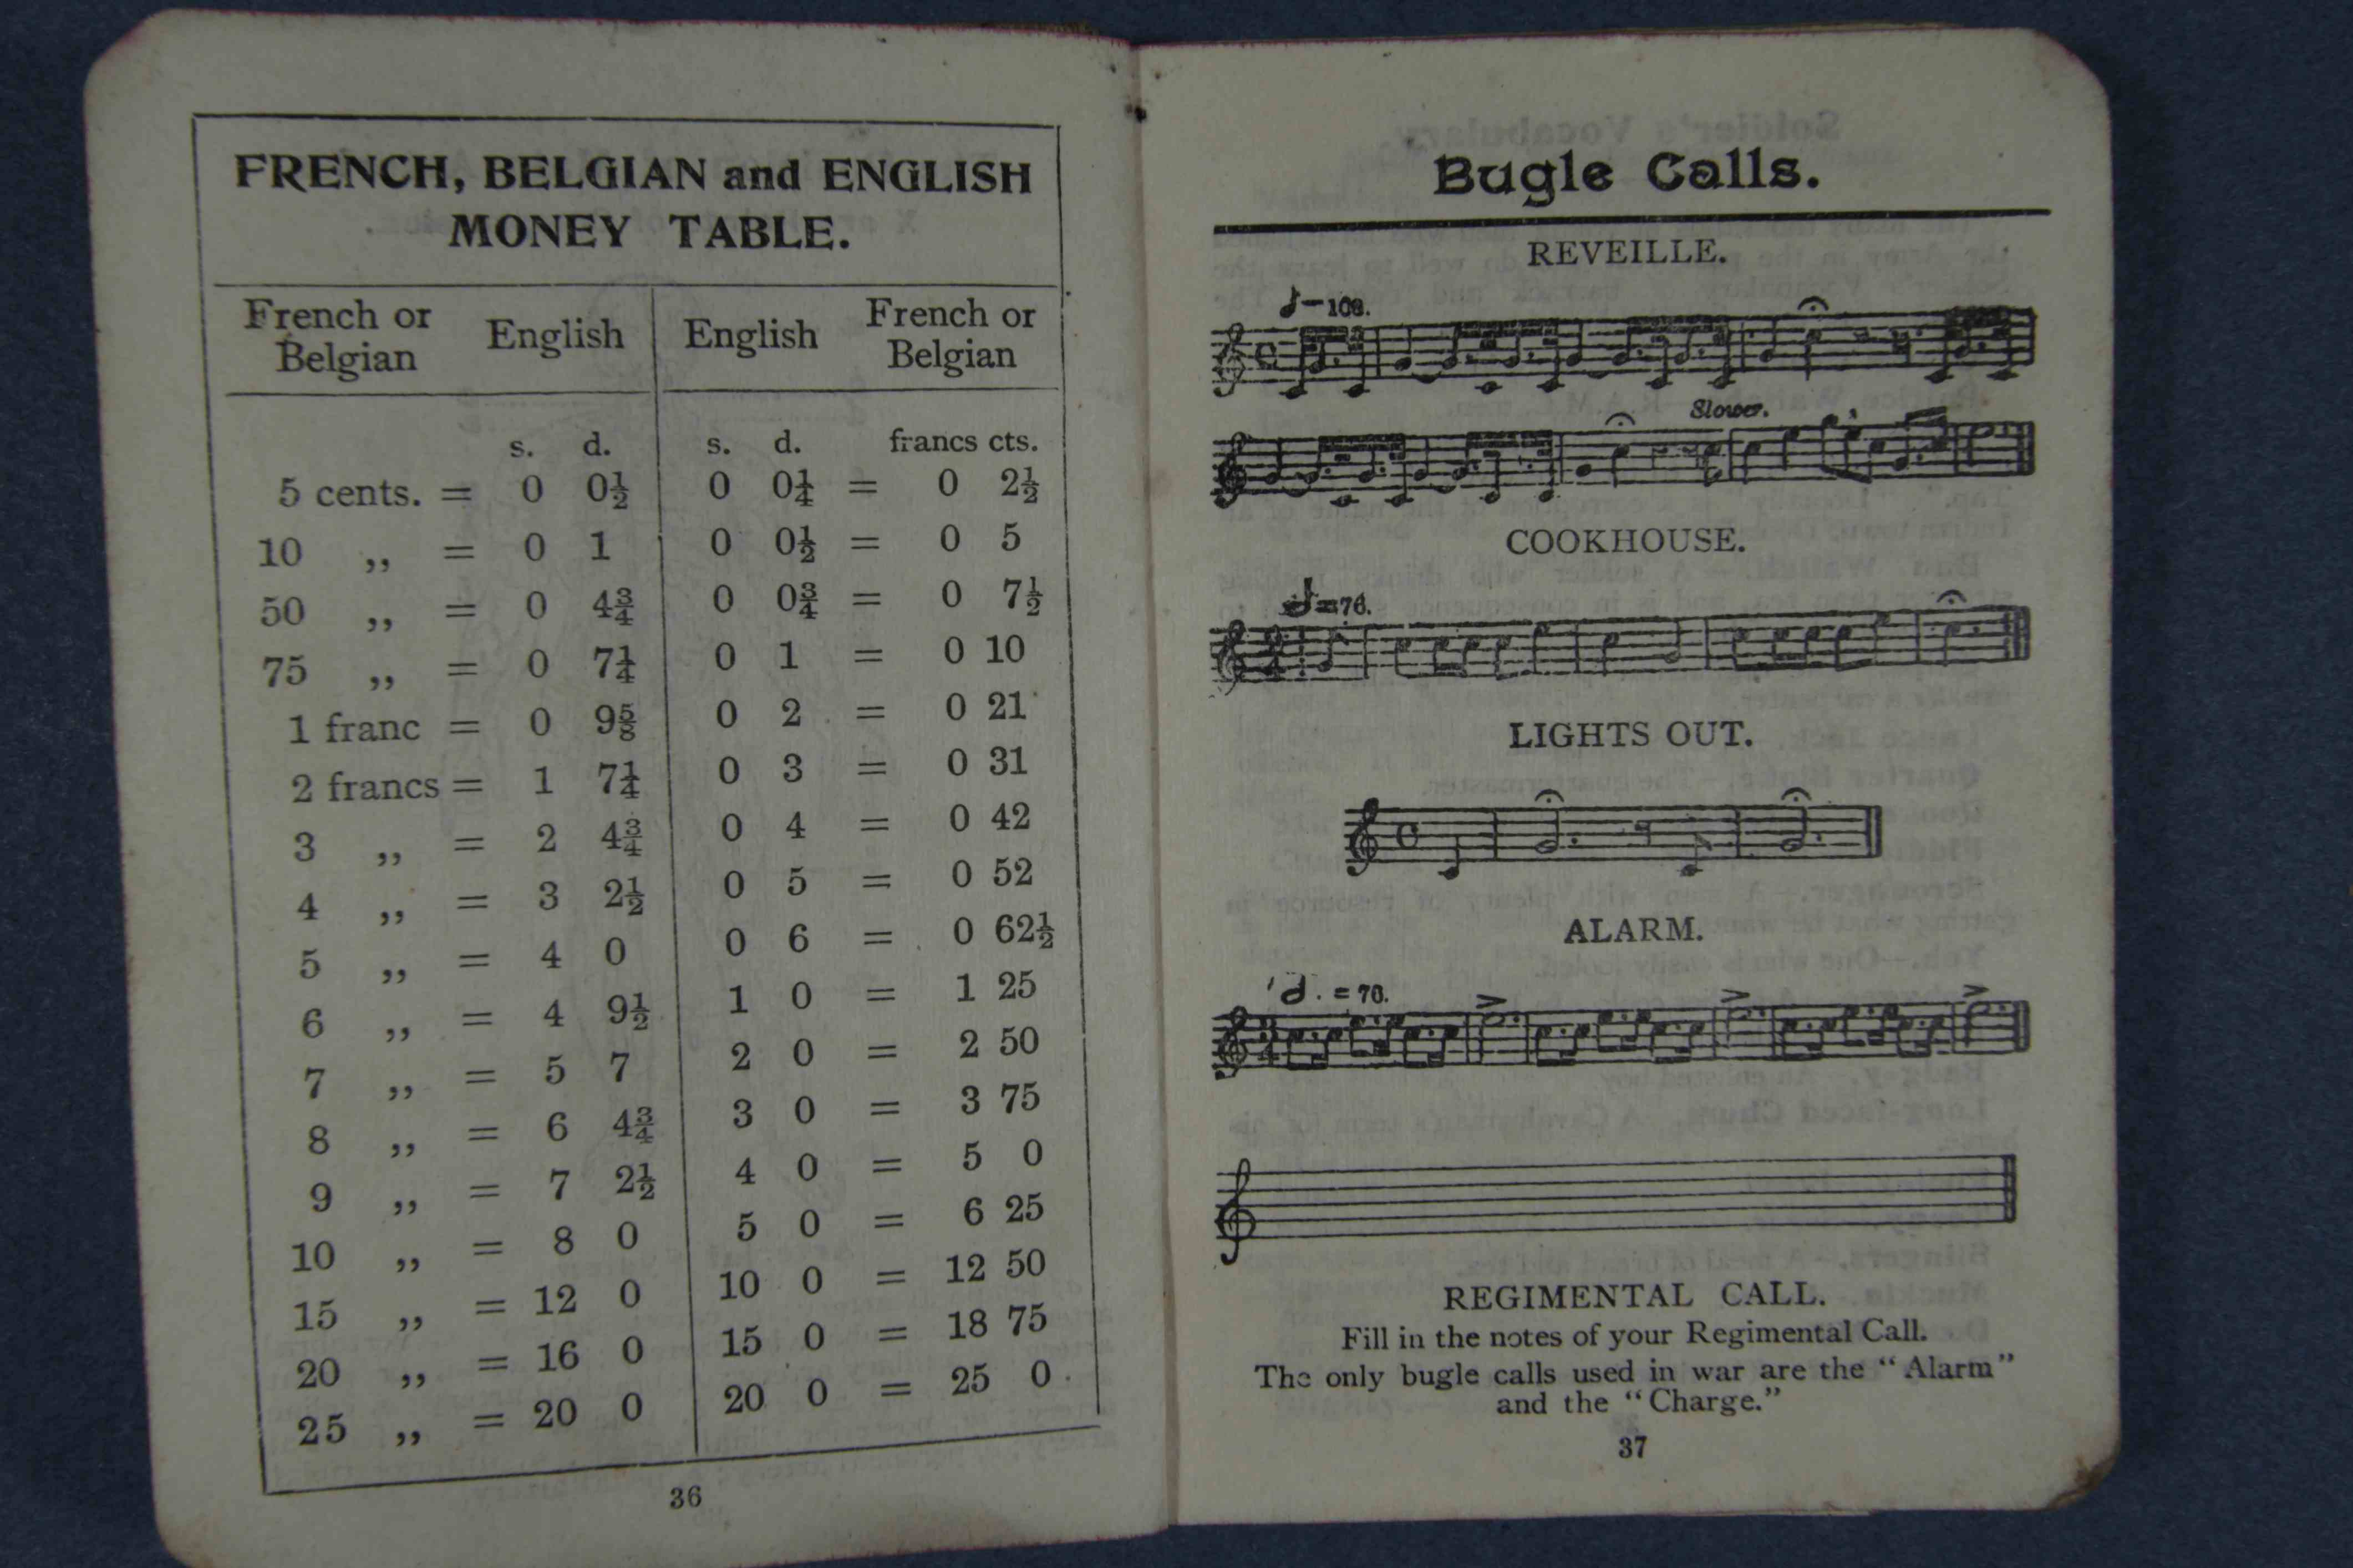 FRENCH, BELGIAN and ENGLISH
MONEY TABLE.
French or Belgian English English French or Belgian
s. d. s. d. francs cts.
5 cents. = 0 0½ 0 0¼ = 0 2½
10 ,, = 0 1 0 0½ = 0 5
50 ,, = 0 4¾ 0 0¾ = 0 7½
75 ,, = 0 7¼ 0 1 = 0 10
1 franc = 0 9⅝ 0 2 = 0 21
2 francs = 1 7¼ 0 3 = 0 31
3 ,, = 2 4¾ 0 4 = 0 42
4 ,, = 3 2½ 0 5 = 0 52
5 ,, = 4 0 0 6 = 0 62½
6 ,, = 4 9½ 1 0 = 1 25
7 ,, = 5 7 2 0 = 2 50
8 ,, = 6 4¾ 3 0 = 3 75
9 ,, = 7 2½ 4 0 = 5 0
10 ,, = 8 0 5 0 = 6 25
15 ,, = 12 0 10 0 = 12 50
20 ,, = 16 0 15 0 = 18 75
25 ,, = 20 0 20 0 = 25 0
36
Bugle Calls.
REVEILLE.
Slower.
COOKHOUSE.
= 76.
LIGHTS OUT.
ALARM.
= 76.
REGIMENTAL CALL.
Fill in the notes of your Regimental Call.
The only bugle calls used in war are the "Alarm"
and the "Charge."
37